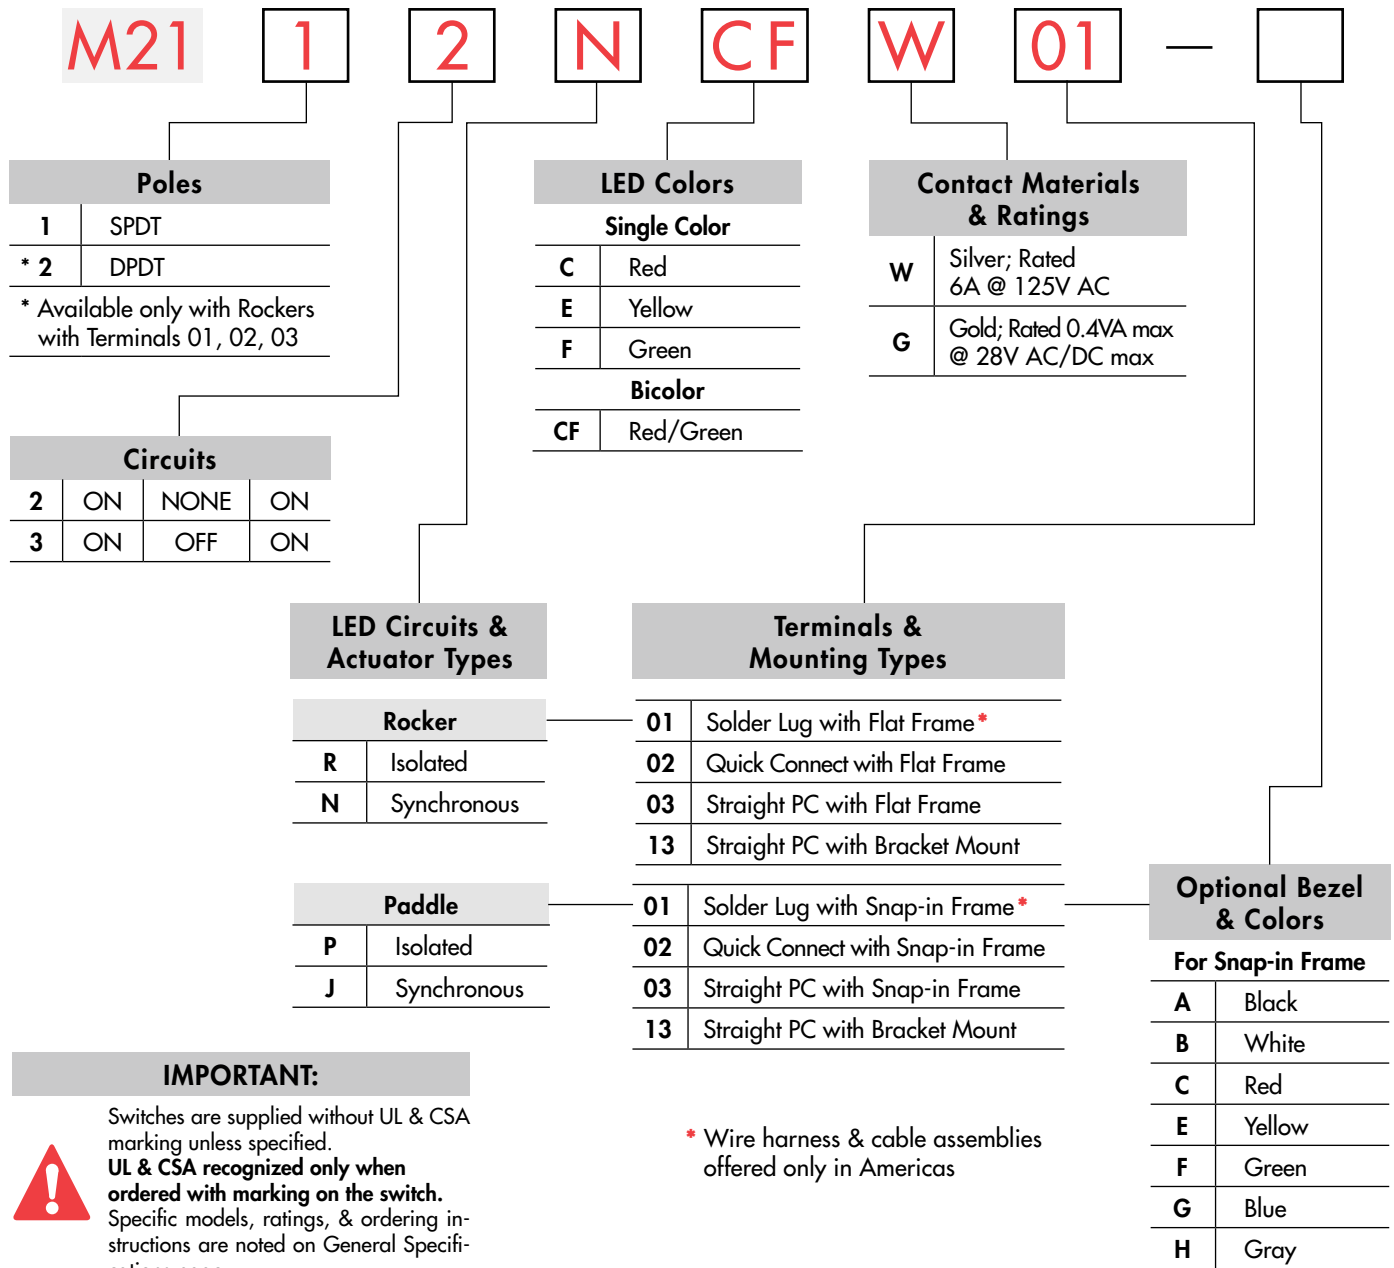 M21 1 2 N CF W 01 —
Poles
1 SPDT
* 2 DPDT
* Available only with Rockers
with Terminals 01, 02, 03
LED Colors
Single Color
C Red
E Yellow
F Green
Bicolor
CF Red/Green
Contact Materials
& Ratings
W Silver; Rated
6A @ 125V AC
G Gold; Rated 0.4VA max
@ 28V AC/DC max
Circuits
2 ON NONE ON
3 ON OFF ON
LED Circuits &
Actuator Types
Rocker
R Isolated
N Synchronous
Paddle
P Isolated
J Synchronous
Terminals &
Mounting Types
01 Solder Lug with Flat Frame*
02 Quick Connect with Flat Frame
03 Straight PC with Flat Frame
13 Straight PC with Bracket Mount
01 Solder Lug with Snap-in Frame*
02 Quick Connect with Snap-in Frame
03 Straight PC with Snap-in Frame
13 Straight PC with Bracket Mount
Optional Bezel
& Colors
For Snap-in Frame
A Black
B White
C Red
E Yellow
F Green
G Blue
H Gray
IMPORTANT:
Switches are supplied without UL & CSA
marking unless specified.
UL & CSA recognized only when
ordered with marking on the switch.
Specific models, ratings, & ordering in-
structions are noted on General Specifi-
* Wire harness & cable assemblies
offered only in Americas